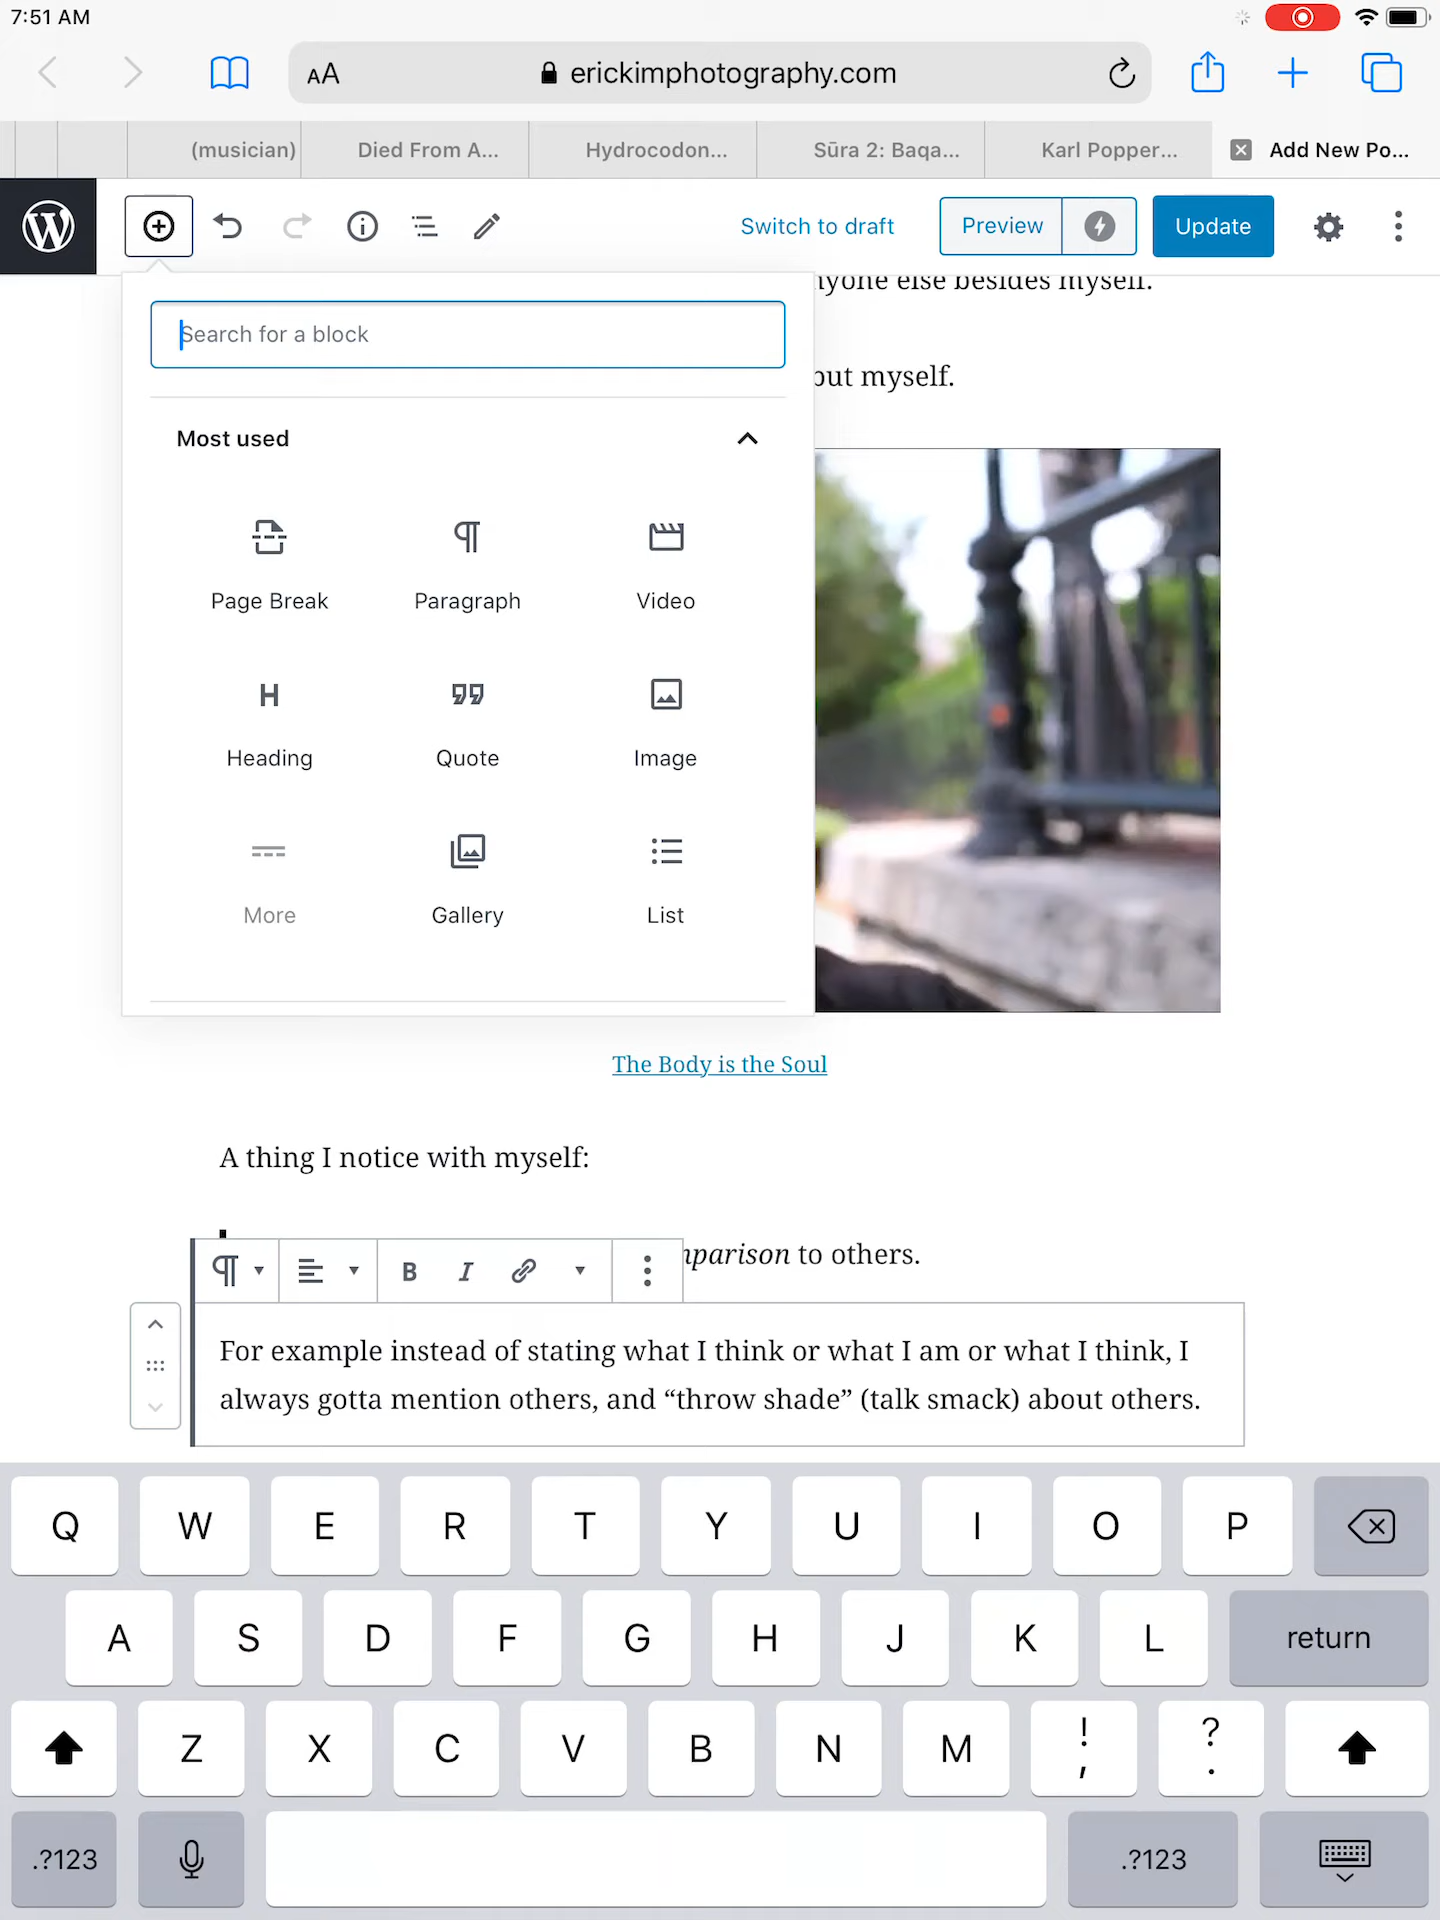 7:51 AM
AA
erickimphotography.com
(musician)
Died From A...
Hydrocodon...
Sūra 2: Baqa...
Karl Popper...
Add New Po...
Switch to draft
Preview
Update
Search for a block
Most used
Page Break
Paragraph
Video
Heading
Quote
Image
More
Gallery
List
else besides myself.
but myself.
The Body is the Soul
A thing I notice with myself:
to others.
B I
For example instead of stating what I think or what I am or what I think, I
always gotta mention others, and “throw shade” (talk smack) about others.
Q W E R T Y U I O P
A S D F G H J K L return
Z X C V B N M ! , ? .
.?123
.?123